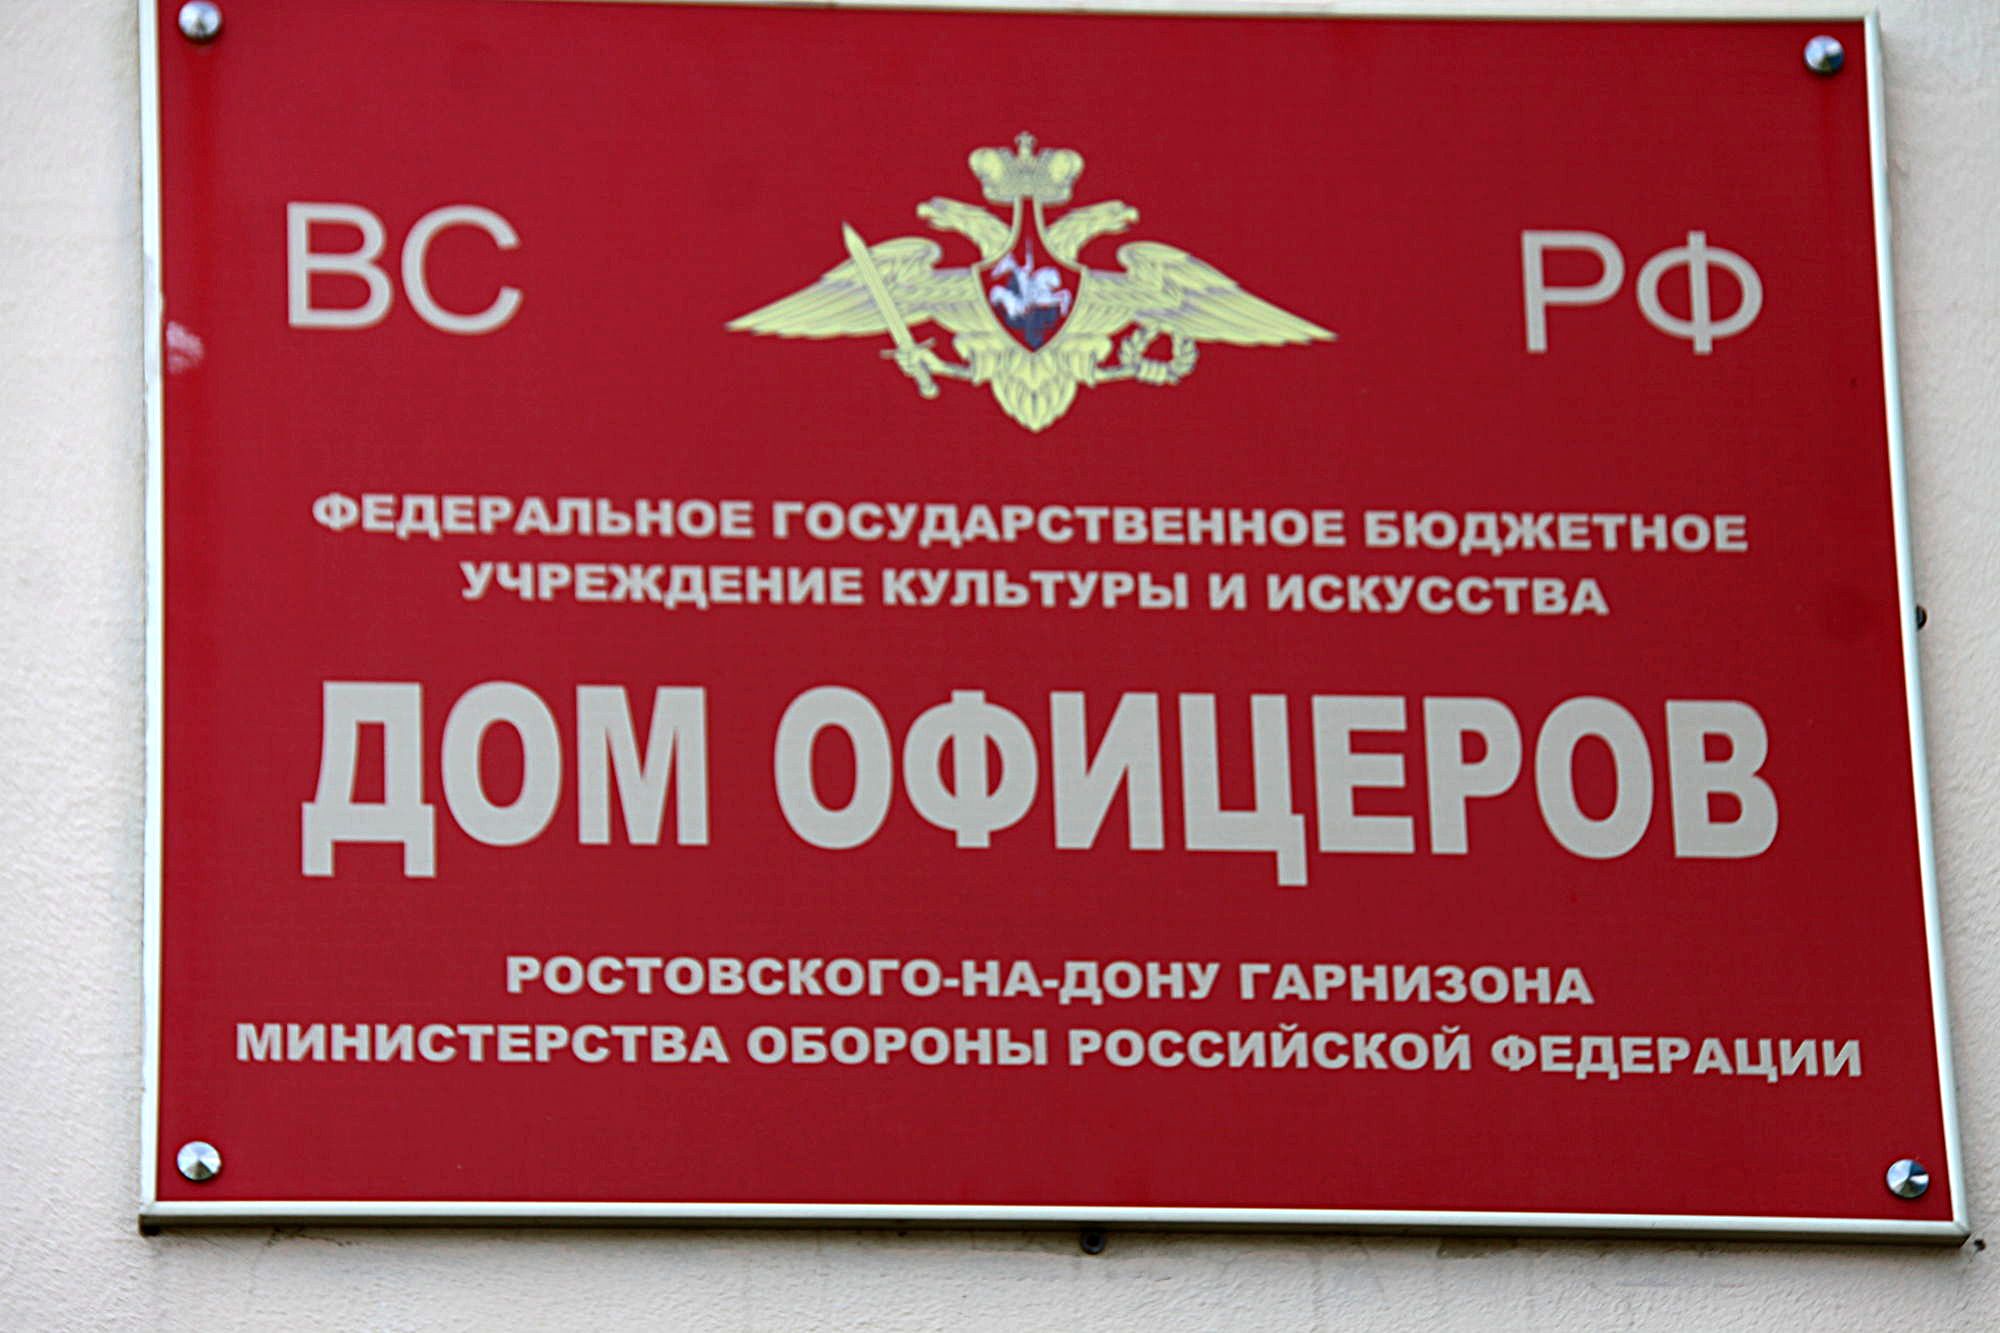 ВС РФ
ФЕДЕРАЛЬНОЕ ГОСУДАРСТВЕННОЕ БЮДЖЕТНОЕ
УЧРЕЖДЕНИЕ КУЛЬТУРЫ И ИСКУССТВА
ДОМ ОФИЦЕРОВ
РОСТОВСКОГО-НА-ДОНУ ГАРНИЗОНА
МИНИСТЕРСТВА ОБОРОНЫ РОССИЙСКОЙ ФЕДЕРАЦИИ